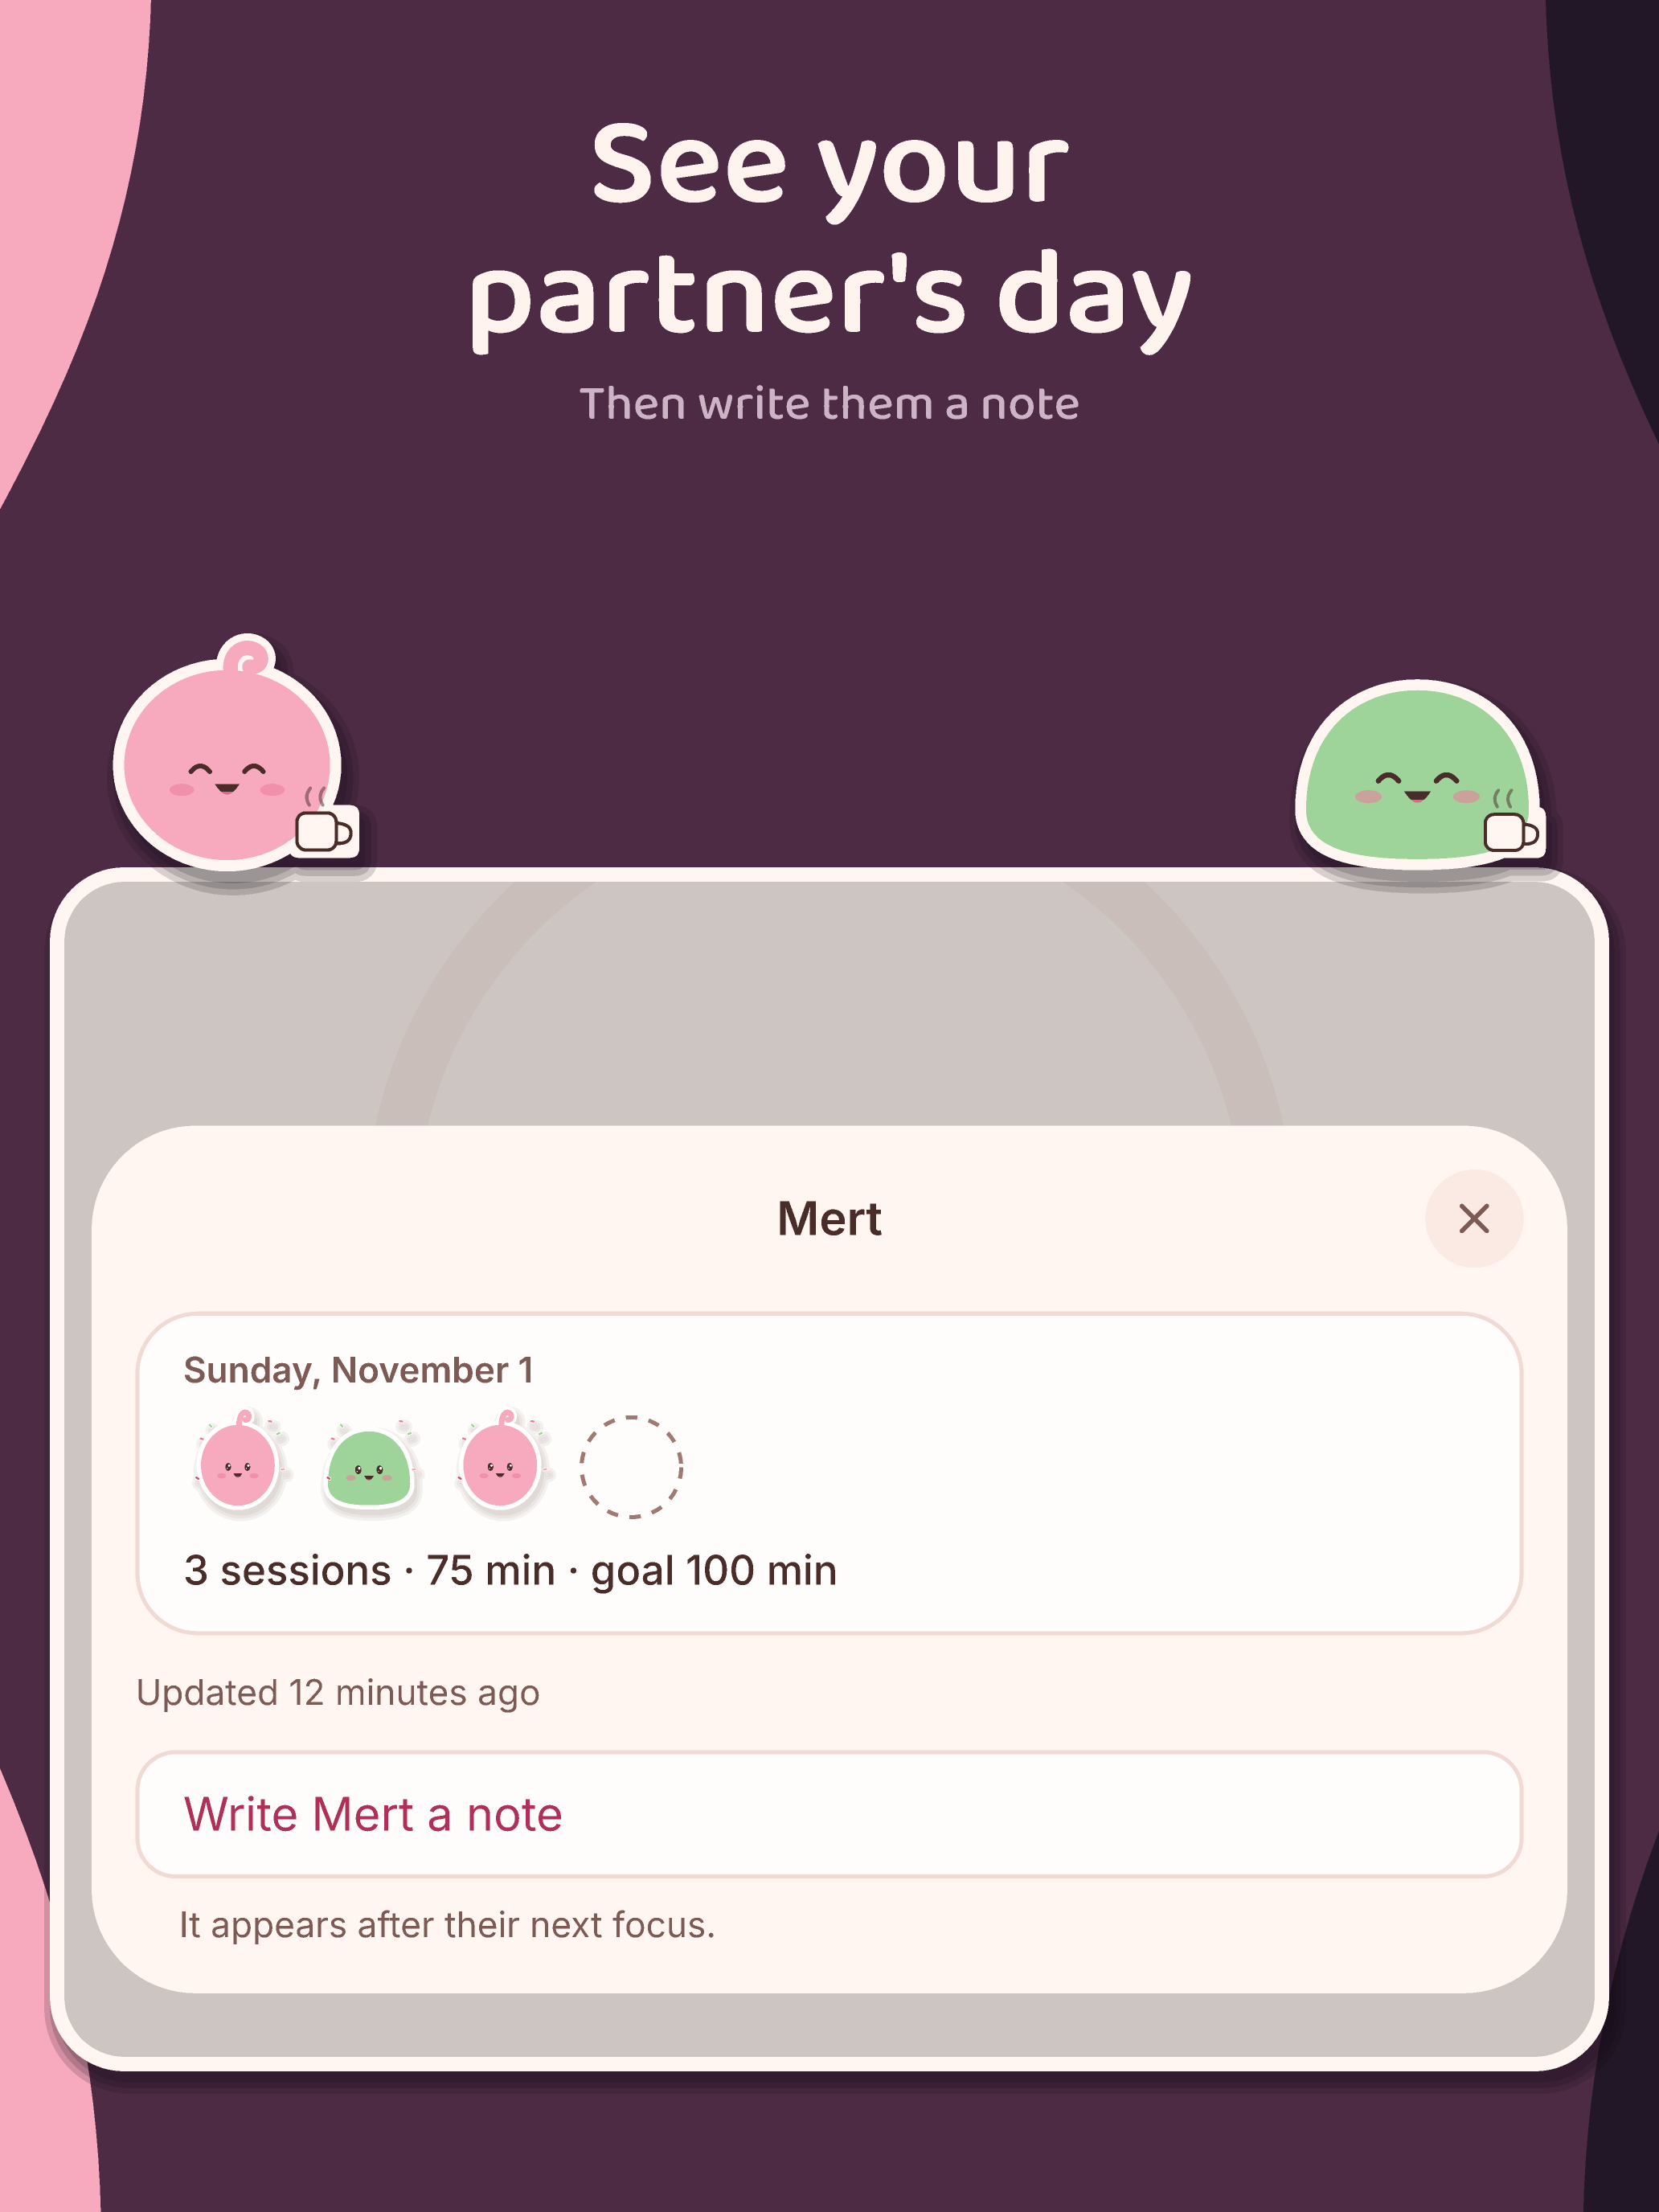 See your
partner's day
Then write them a note
Mert
Sunday, November 1
3 sessions · 75 min · goal 100 min
Updated 12 minutes ago
Write Mert a note
It appears after their next focus.